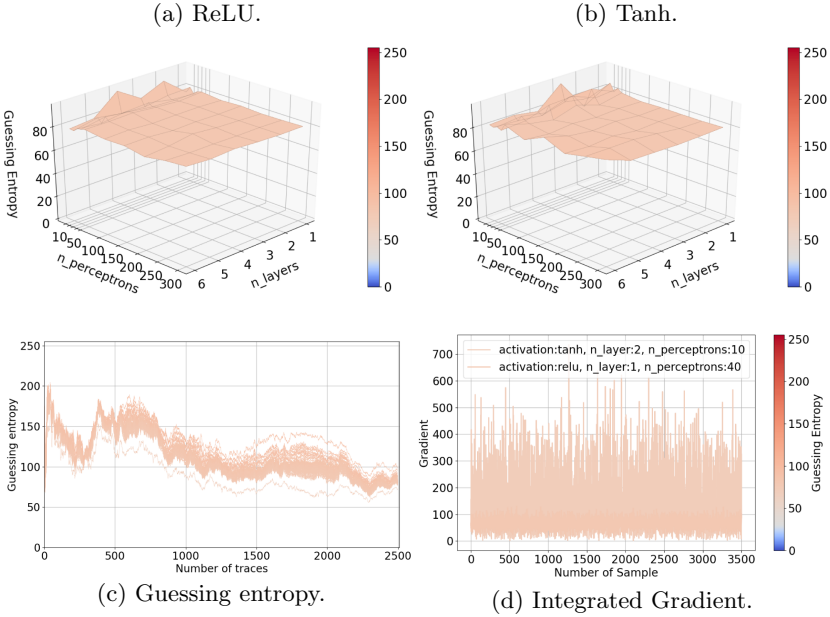 (a) ReLU.
(b) Tanh.
250
200
150
100
50
0
Guessing Entropy
80
60
40
20
0
10 50 100 150 200 250 300
n_perceptrons
6 5 4 3 2 1
n_layers
250
200
150
100
50
0
Guessing Entropy
80
60
40
20
0
10 50 100 150 200 250 300
n_perceptrons
6 5 4 3 2 1
n_layers
250
200
150
100
50
0
Guessing entropy
0 500 1000 1500 2000 2500
Number of traces
(c) Guessing entropy.
activation:tanh, n_layer:2, n_perceptrons:10
activation:relu, n_layer:1, n_perceptrons:40
700
600
500
400
300
200
100
0
Gradient
0 500 1000 1500 2000 2500 3000 3500
Number of Sample
250
200
150
100
50
0
Guessing Entropy
(d) Integrated Gradient.